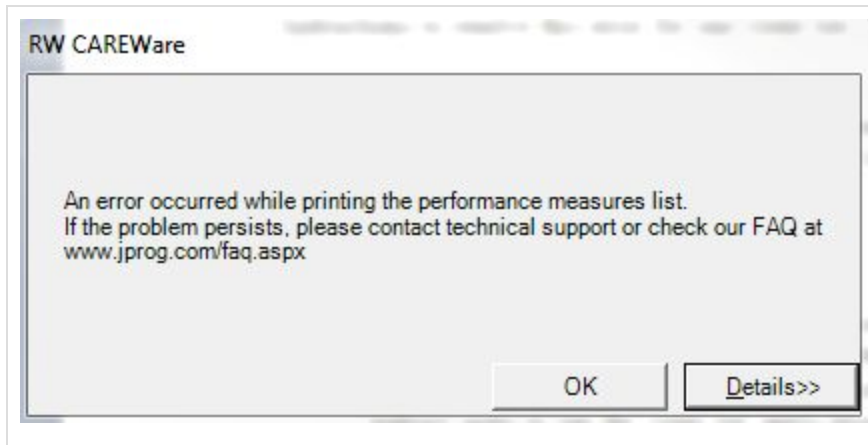 RW CAREWare
An error occurred while printing the performance measures list.
If the problem persists, please contact technical support or check our FAQ at
www.jprog.com/faq.aspx
OK
Details>>